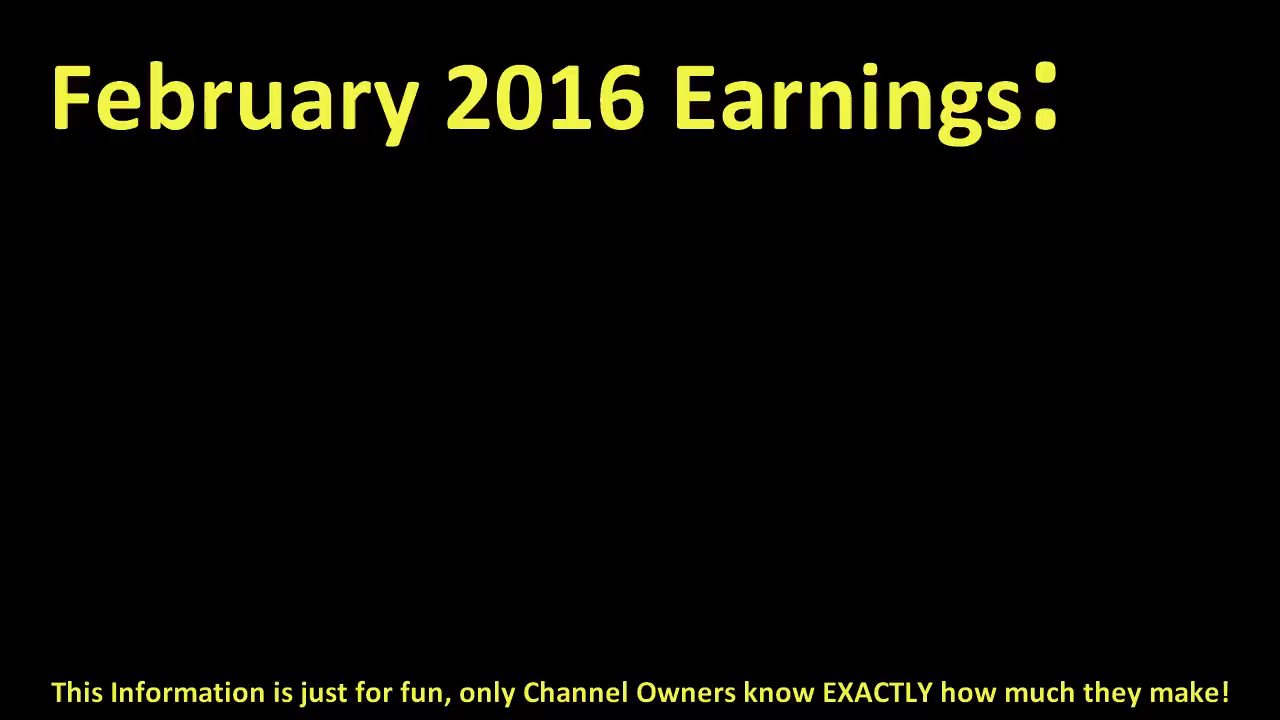 February 2016 Earnings:
This Information is just for fun, only Channel Owners know EXACTLY how much they make!